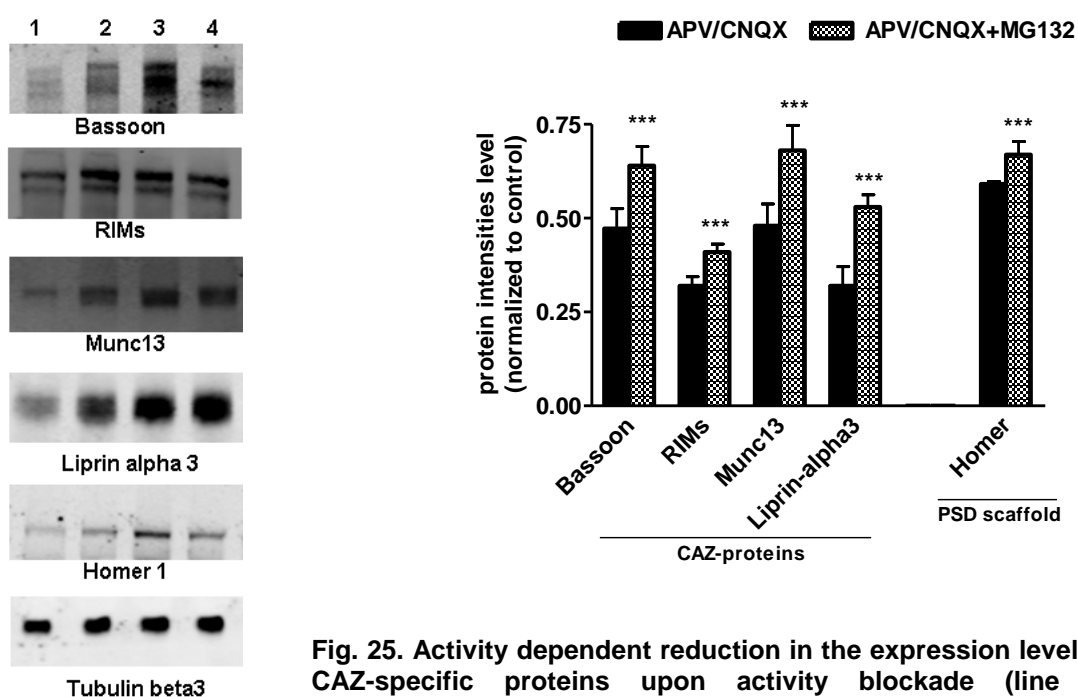 1 2 3 4
Bassoon
RIMs
Munc13
Liprin alpha 3
Homer 1
Tubulin beta3
APV/CNQX APV/CNQX+MG132
protein intensities level
(normalized to control)
0.75
0.50
0.25
0.00
*** *** *** *** ***
Bassoon RIMs Munc13 Liprin-alpha3 Homer
CAZ-proteins
PSD scaffold
Fig. 25. Activity dependent reduction in the expression level
CAZ-specific proteins upon activity blockade (line